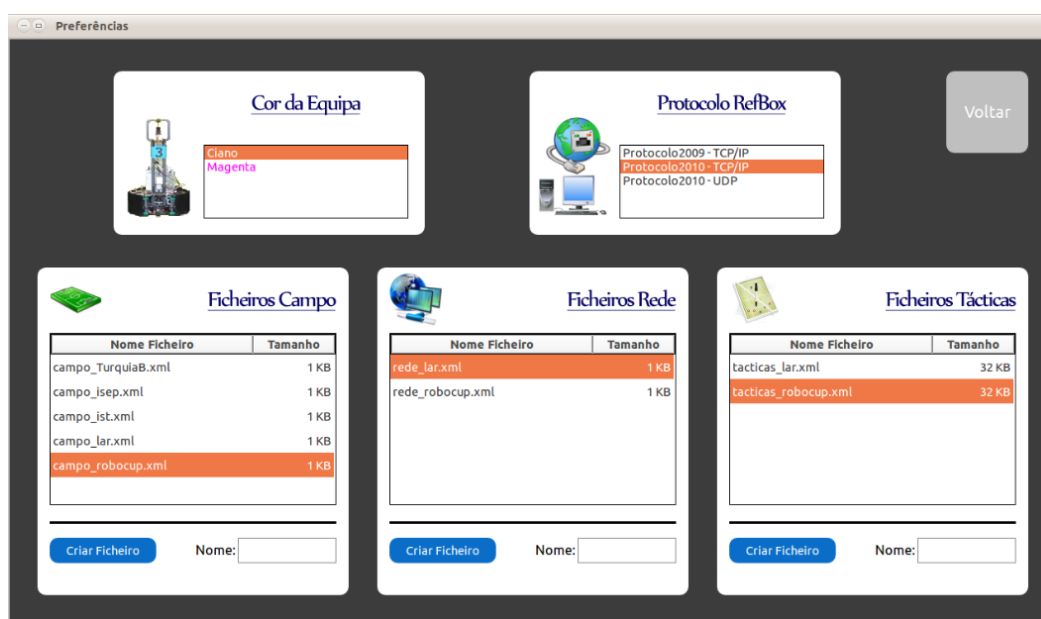 Preferências
Cor da Equipa
3
Ciano
Magenta
Protocolo RefBox
Protocolo2009 - TCP/IP
Protocolo2010 - TCP/IP
Protocolo2010 - UDP
Voltar
Ficheiros Campo
Nome Ficheiro Tamanho
campo_TurquiaB.xml 1 KB
campo_isep.xml 1 KB
campo_ist.xml 1 KB
campo_lar.xml 1 KB
campo_robocup.xml 1 KB
Criar Ficheiro Nome:
Ficheiros Rede
Nome Ficheiro Tamanho
rede_lar.xml 1 KB
rede_robocup.xml 1 KB
Criar Ficheiro Nome:
Ficheiros Tácticas
Nome Ficheiro Tamanho
tacticas_lar.xml 32 KB
tacticas_robocup.xml 32 KB
Criar Ficheiro Nome: